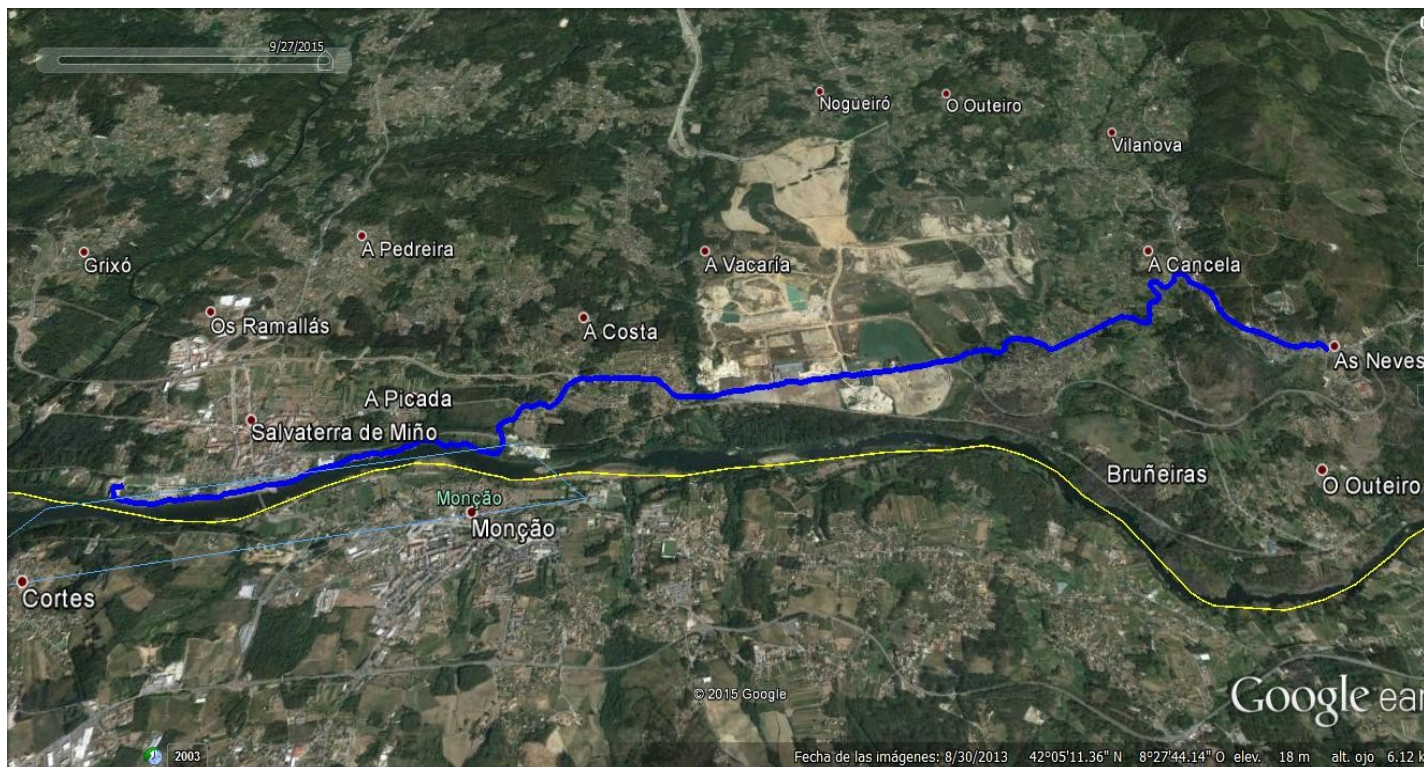 9/27/2015
Nogueiró
O Outeiro
Vilanova
A Pedreira
Grixó
A Vacaría
A Cancela
Os Ramallás
A Costa
As Neves
A Picada
Salvaterra de Miño
Bruñeiras
O Outeiro
Monção
Monção
Cortes
© 2015 Google
Google ear
2003
Fecha de las imágenes: 8/30/2013 42°05'11.36" N 8°27'44.14" O elev. 18 m alt. ojo 6.12 k